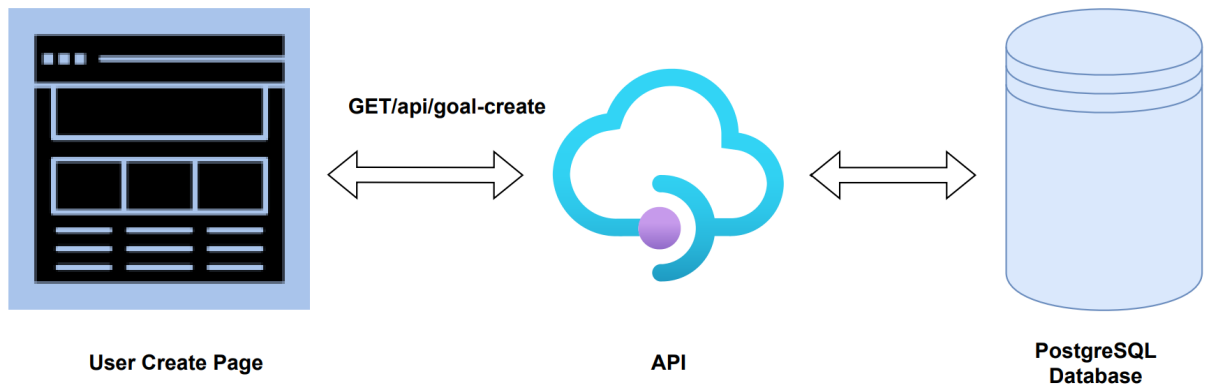 GET/api/goal-create
User Create Page
API
PostgreSQL
Database